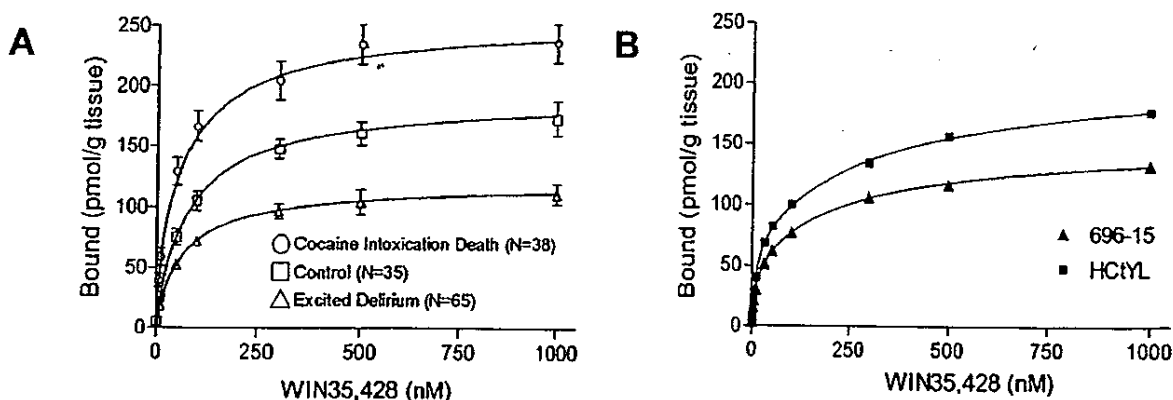 A
Bound (pmol/g tissue)
250
200
150
100
50
0
Cocaine Intoxication Death (N=38)
Control (N=35)
Excited Delirium (N=65)
0 250 500 750 1000
WIN35,428 (nM)
B
Bound (pmol/g tissue)
250
200
150
100
50
0
696-15
HCtYL
0 250 500 750 1000
WIN35,428 (nM)